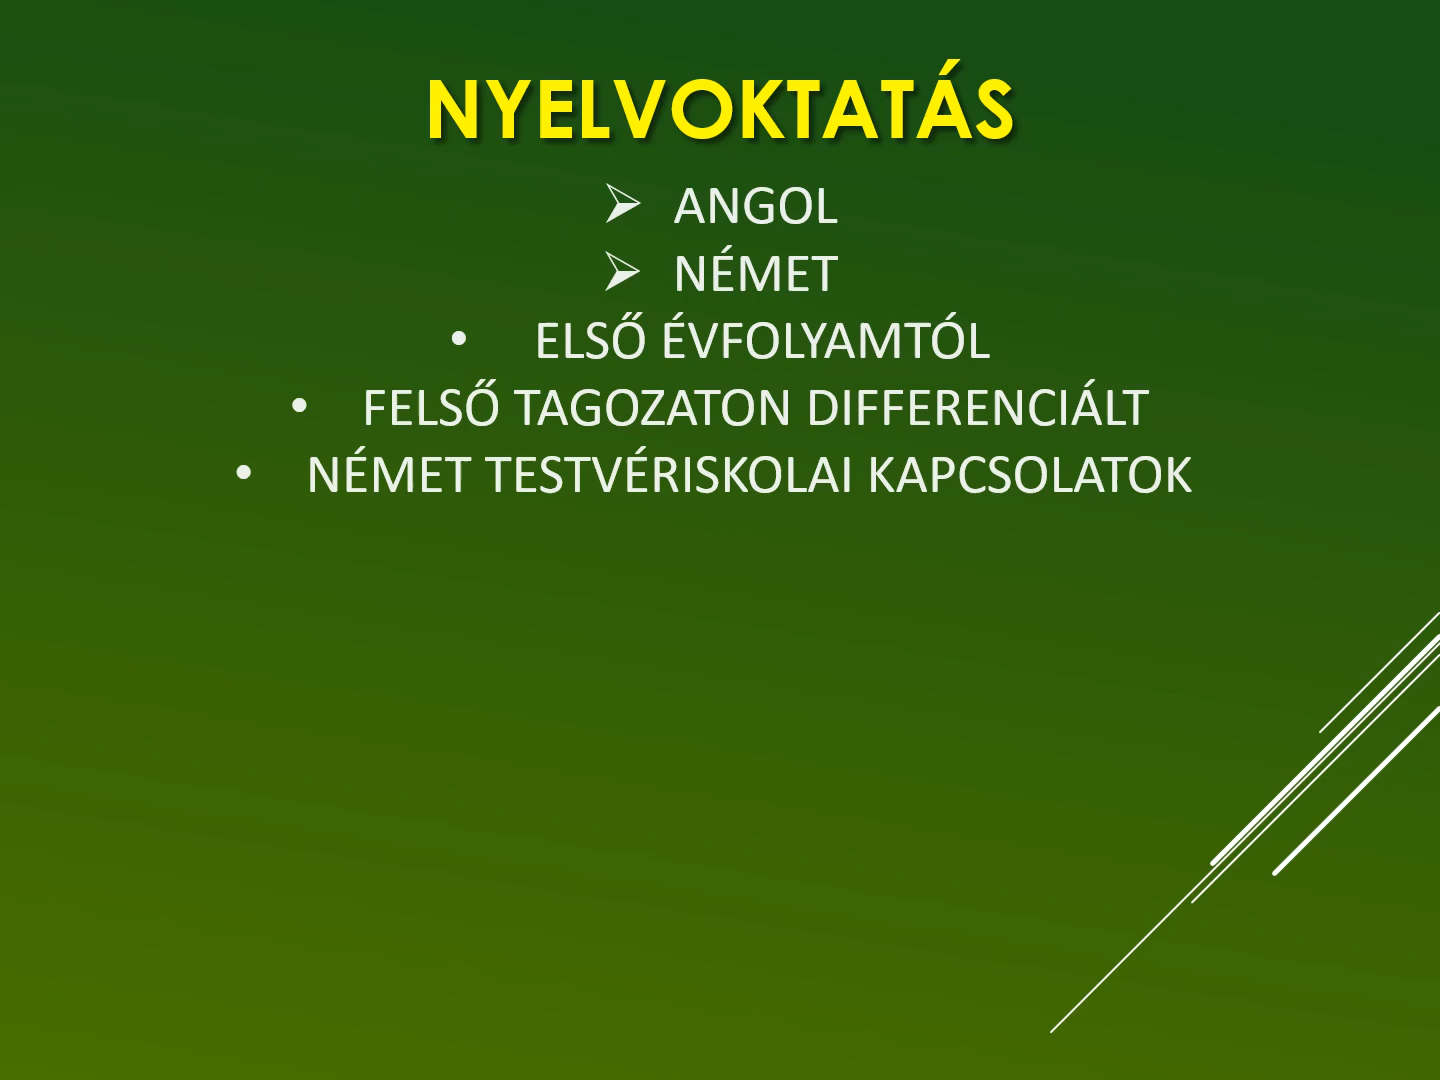 NYELVOKTATÁS
➢ ANGOL
➢ NÉMET
• ELSŐ ÉVFOLYAMTÓL
• FELSŐ TAGOZATON DIFFERENCIÁLT
• NÉMET TESTVÉRISKOLAI KAPCSOLATOK